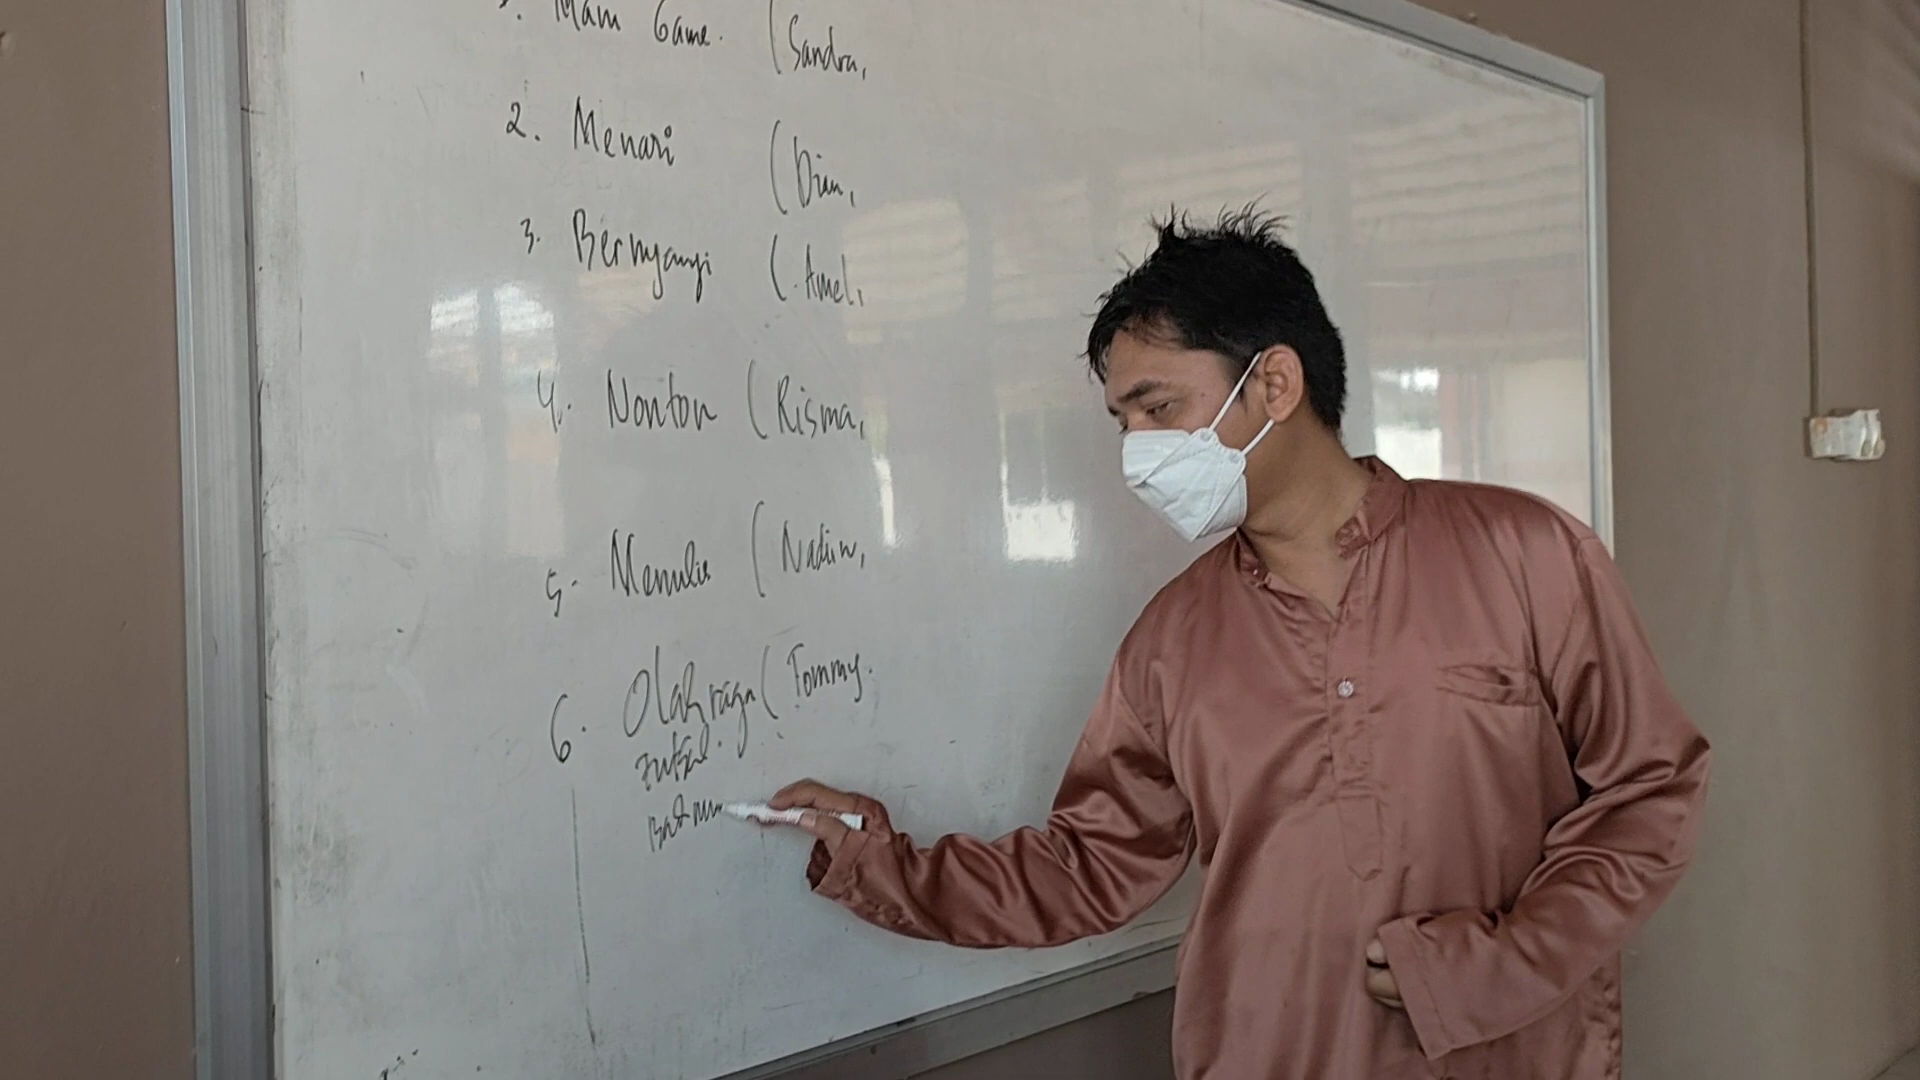 Main Game. (Sandra,
2. Menari (Dian,
3. Bernyanyi (Amel,
4. Nonton (Risma,
5. Menulis (Nadin,
6. Olahraga (Tommy.
Futsal.
Badmin